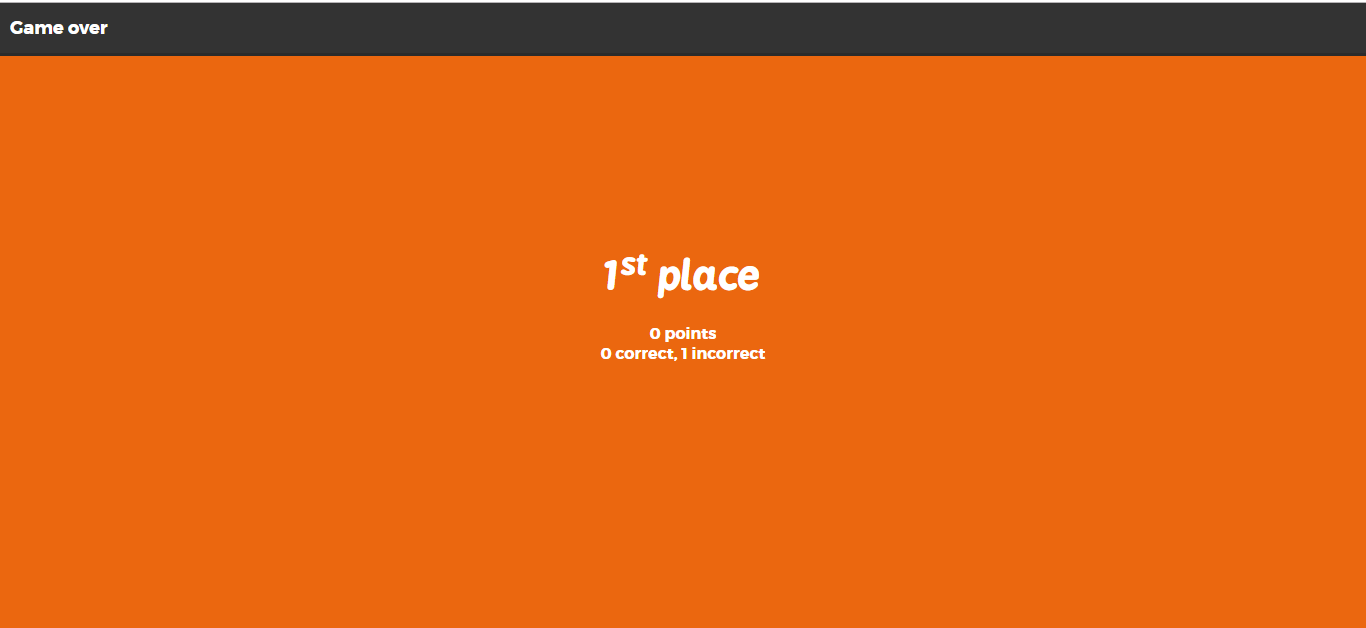 Game over
1st place
0 points
0 correct, 1 incorrect